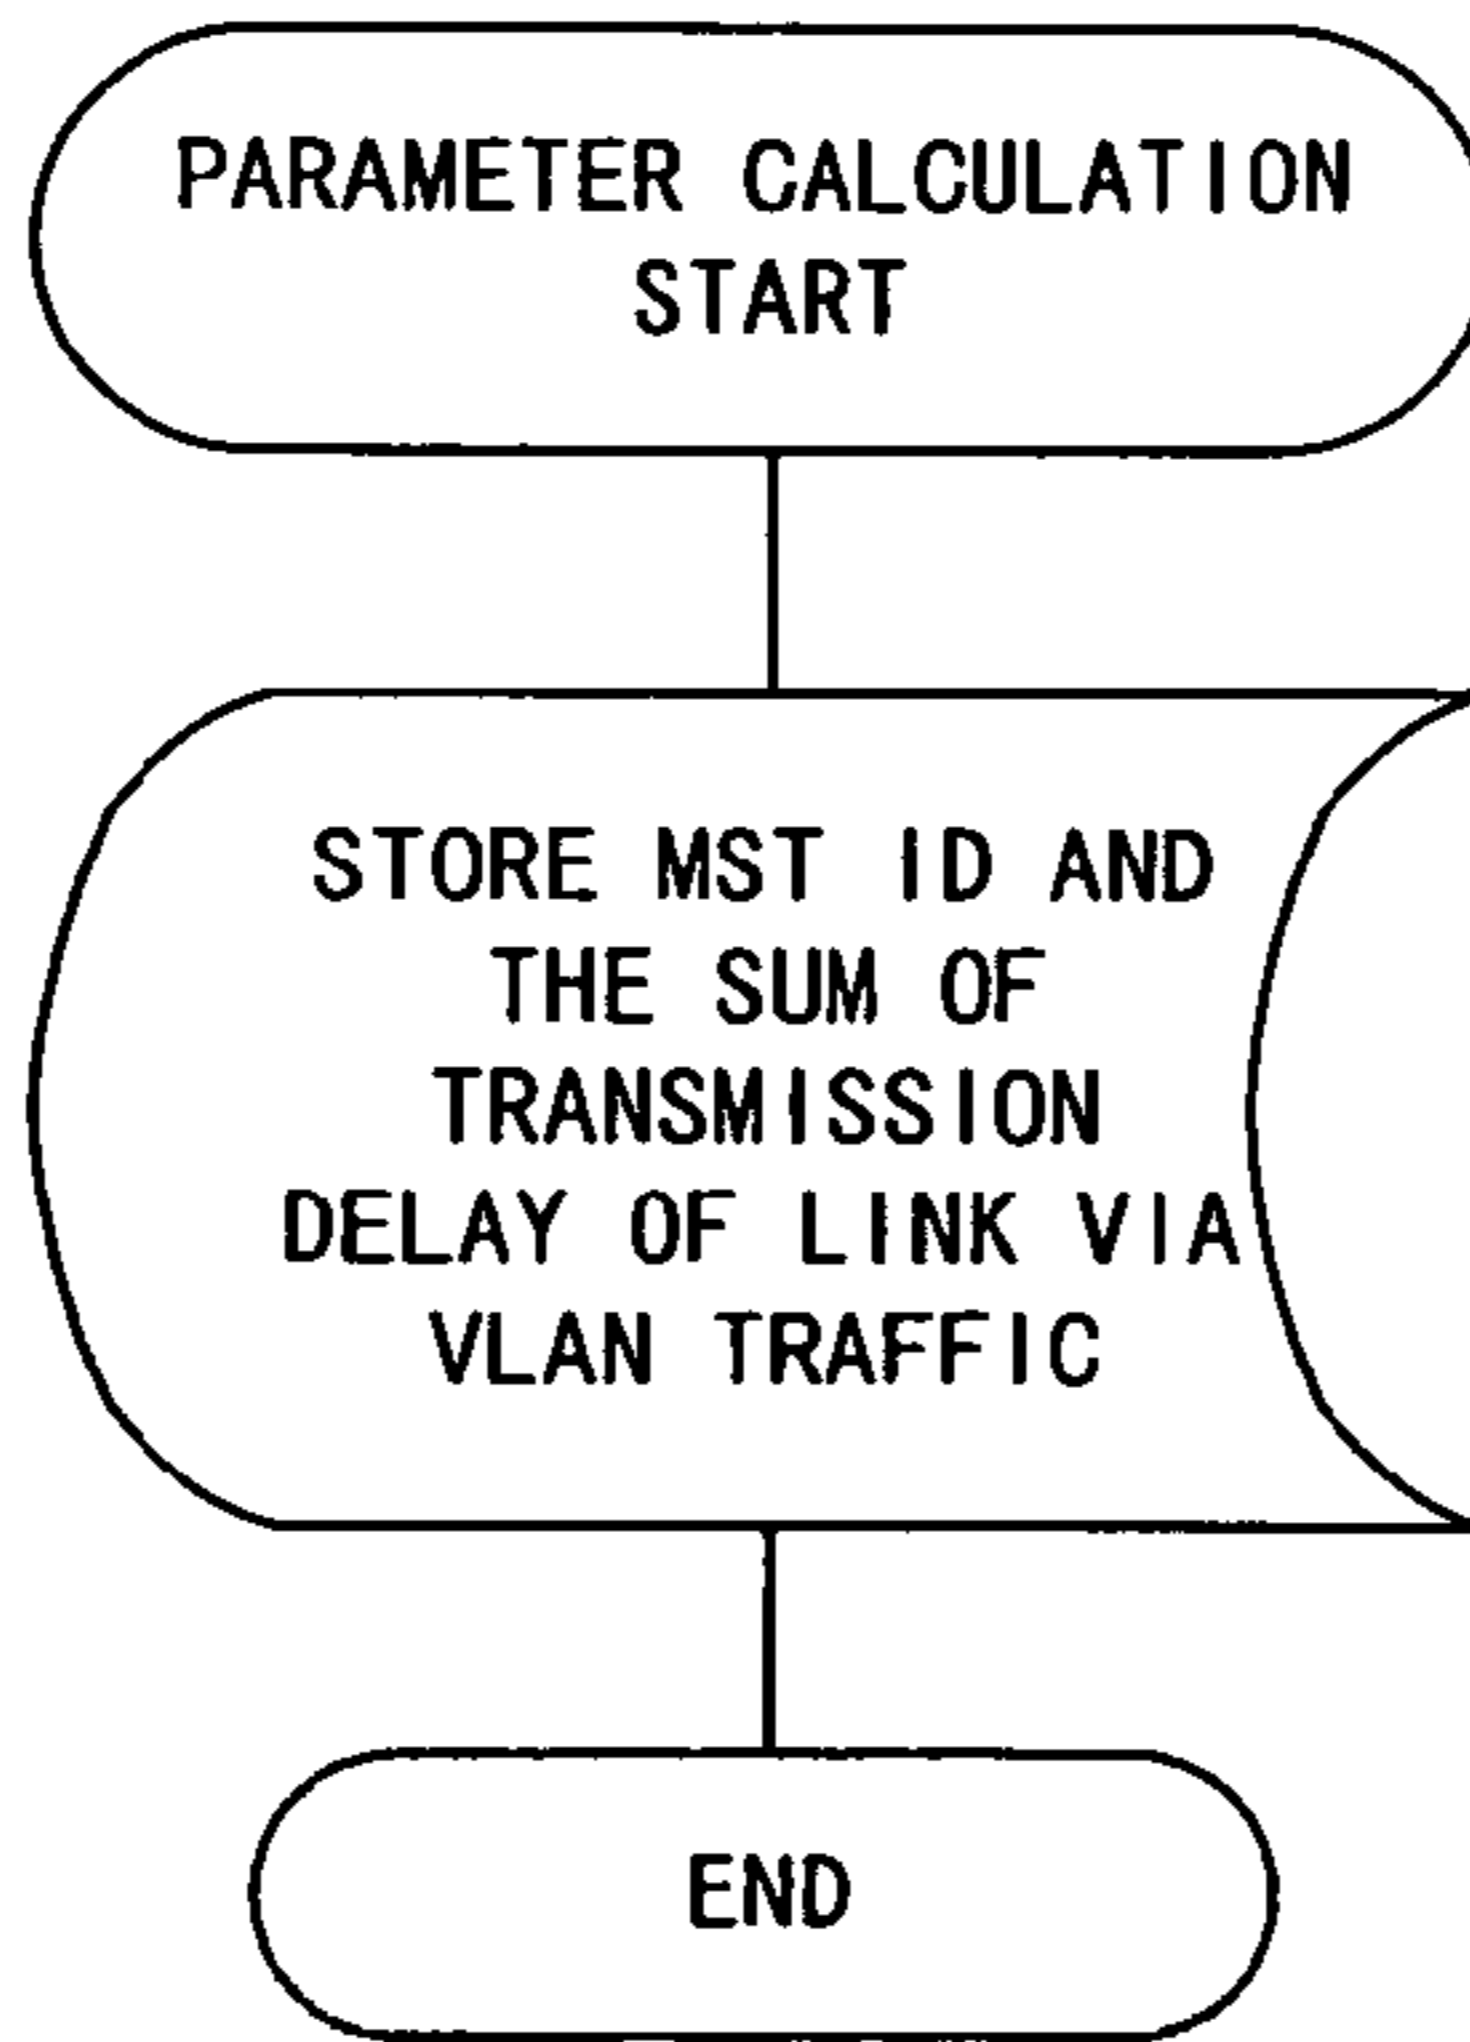 PARAMETER CALCULATION
START
STORE MST ID AND
THE SUM OF
TRANSMISSION
DELAY OF LINK VIA
VLAN TRAFFIC
END